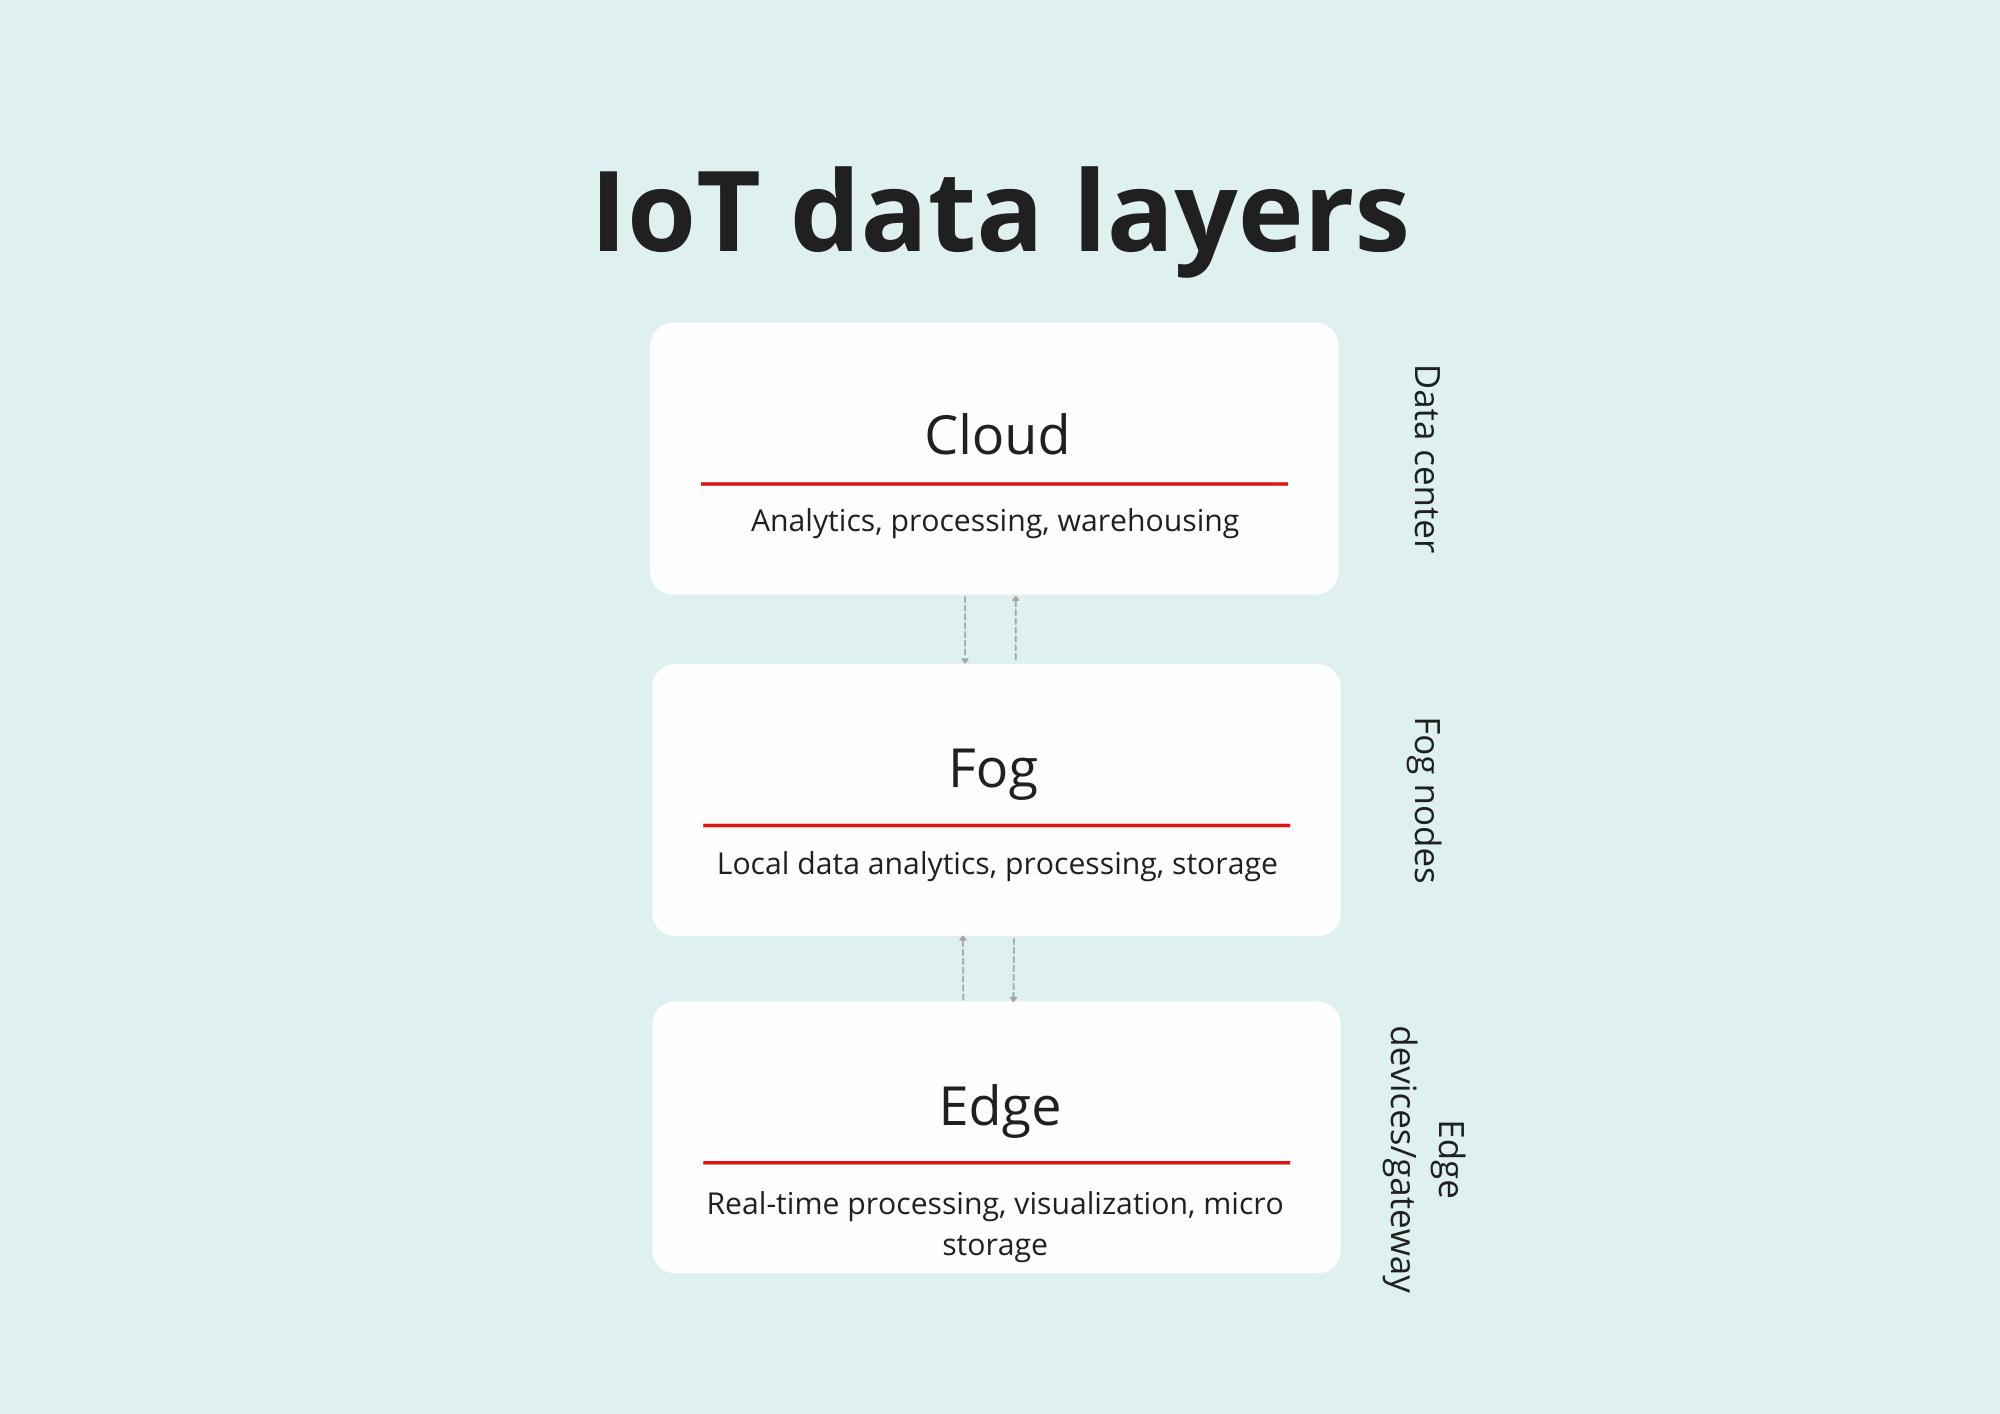 IoT data layers
Cloud
Analytics, processing, warehousing
Data center
Fog
Local data analytics, processing, storage
Fog nodes
Edge
Real-time processing, visualization, micro
storage
Edge
devices/gateway